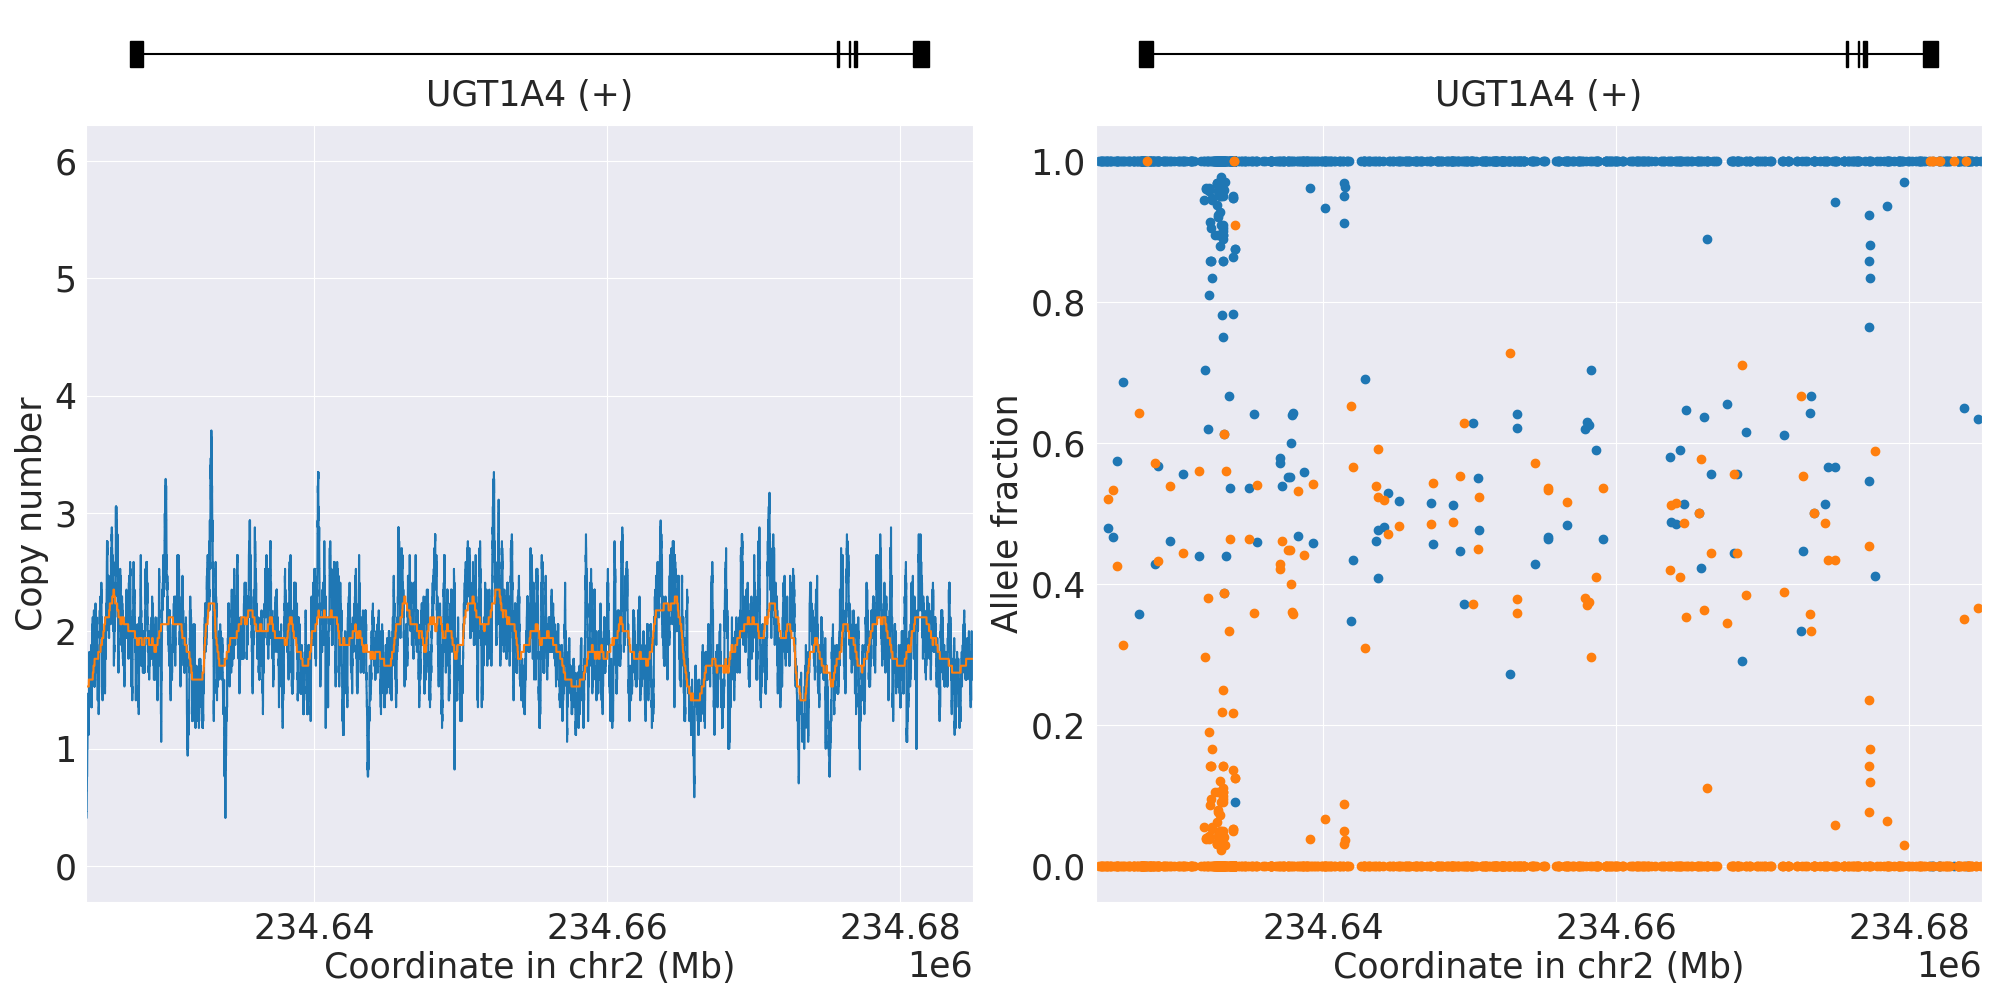 UGT1A4 (+)
6
5
4
3
2
1
0
Copy number
234.64
234.66
234.68
Coordinate in chr2 (Mb)
1e6
UGT1A4 (+)
1.0
0.8
0.6
0.4
0.2
0.0
Allele fraction
234.64
234.66
234.68
Coordinate in chr2 (Mb)
1e6